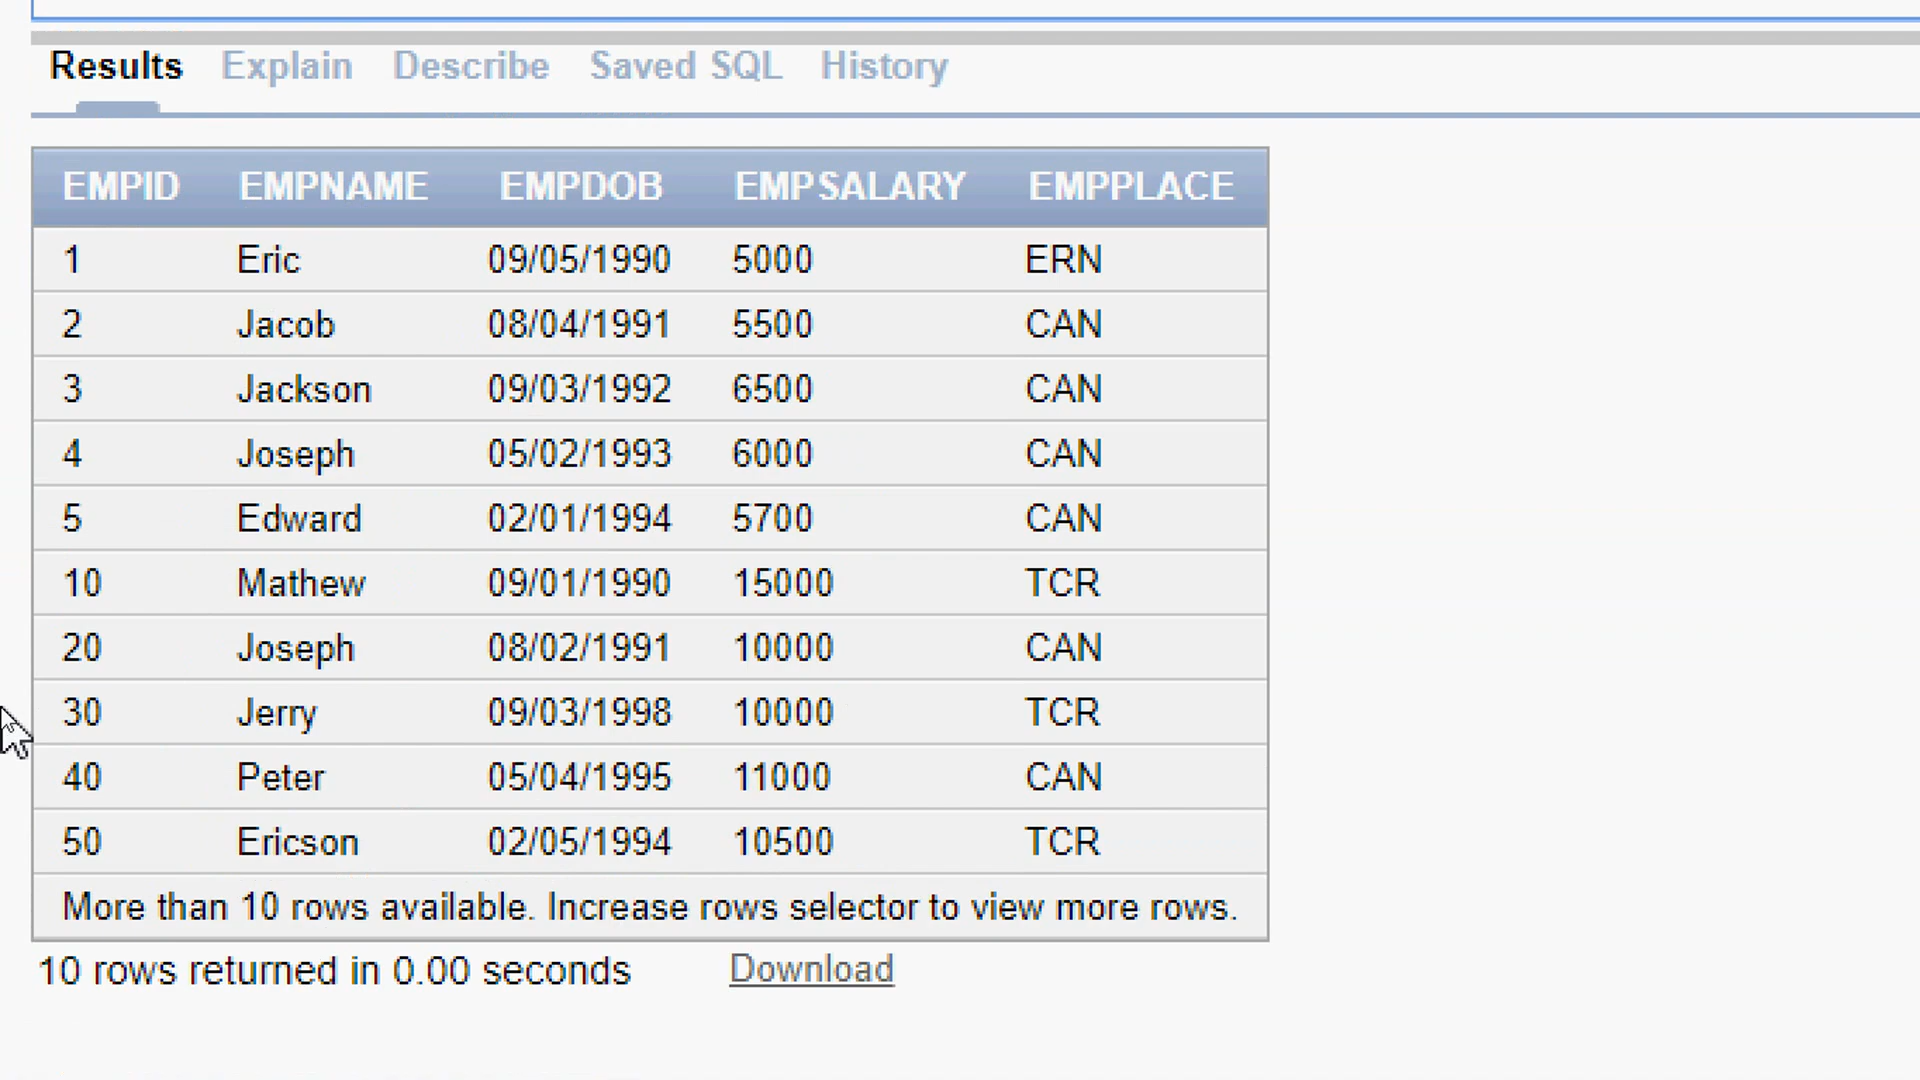 Results Explain Describe Saved SQL History
EMPID EMPNAME EMPDOB EMPSALARY EMPPLACE
1 Eric 09/05/1990 5000 ERN
2 Jacob 08/04/1991 5500 CAN
3 Jackson 09/03/1992 6500 CAN
4 Joseph 05/02/1993 6000 CAN
5 Edward 02/01/1994 5700 CAN
10 Mathew 09/01/1990 15000 TCR
20 Joseph 08/02/1991 10000 CAN
30 Jerry 09/03/1998 10000 TCR
40 Peter 05/04/1995 11000 CAN
50 Ericson 02/05/1994 10500 TCR
More than 10 rows available. Increase rows selector to view more rows.
10 rows returned in 0.00 seconds Download